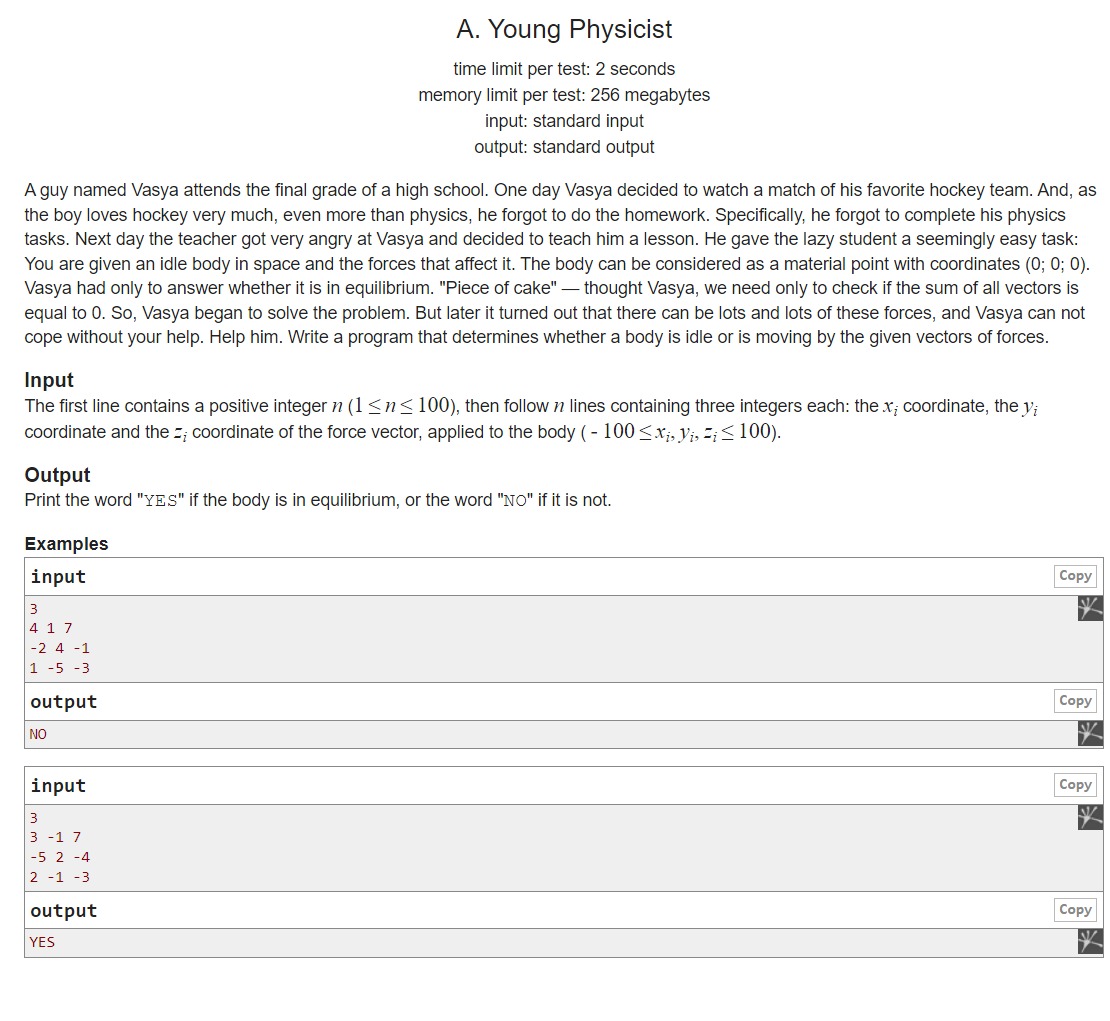 A. Young Physicist
time limit per test: 2 seconds
memory limit per test: 256 megabytes
input: standard input
output: standard output
A guy named Vasya attends the final grade of a high school. One day Vasya decided to watch a match of his favorite hockey team. And, as
the boy loves hockey very much, even more than physics, he forgot to do the homework. Specifically, he forgot to complete his physics
tasks. Next day the teacher got very angry at Vasya and decided to teach him a lesson. He gave the lazy student a seemingly easy task:
You are given an idle body in space and the forces that affect it. The body can be considered as a material point with coordinates (0; 0; 0).
Vasya had only to answer whether it is in equilibrium. "Piece of cake" — thought Vasya, we need only to check if the sum of all vectors is
equal to 0. So, Vasya began to solve the problem. But later it turned out that there can be lots and lots of these forces, and Vasya can not
cope without your help. Help him. Write a program that determines whether a body is idle or is moving by the given vectors of forces.
Input
The first line contains a positive integer n (1 ≤ n ≤ 100), then follow n lines containing three integers each: the xᵢ coordinate, the yᵢ
coordinate and the zᵢ coordinate of the force vector, applied to the body ( - 100 ≤ xᵢ, yᵢ, zᵢ ≤ 100).
Output
Print the word "YES" if the body is in equilibrium, or the word "NO" if it is not.
Examples
input Copy
3
4 1 7
-2 4 -1
1 -5 -3
output Copy
NO
input Copy
3
3 -1 7
-5 2 -4
2 -1 -3
output Copy
YES